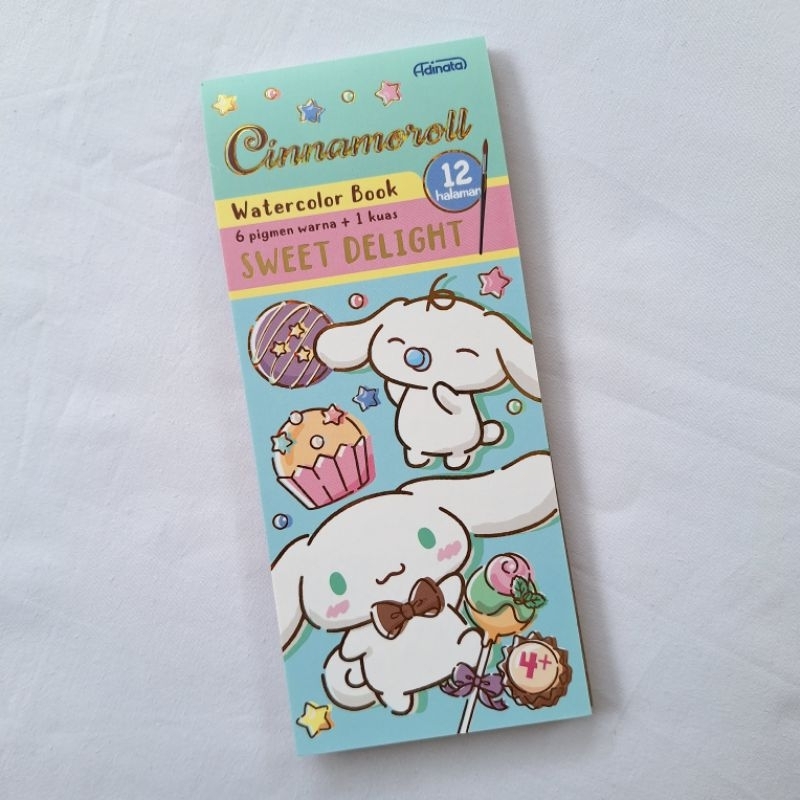 Adinata
Cinnamoroll
Watercolor Book
12
halaman
6 pigmen warna + 1 kuas
SWEET DELIGHT
4+